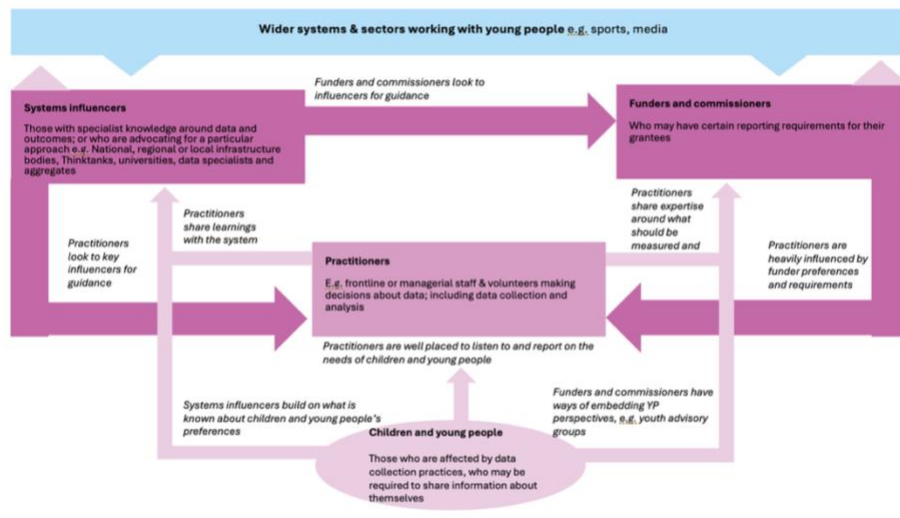 Wider systems & sectors working with young people e.g. sports, media
Funders and commissioners look to
influencers for guidance
Systems influencers
Those with specialist knowledge around data and
outcomes; or who are advocating for a particular
approach e.g. National, regional or local infrastructure
bodies, Thinktanks, universities, data specialists and
aggregates
Funders and commissioners
Who may have certain reporting requirements for their
grantees
Practitioners
look to key
influencers for
guidance
Practitioners
share learnings
with the system
Practitioners
share expertise
around what
should be
measured and
Practitioners are
heavily influenced by
funder preferences
and requirements
Practitioners
E.g. frontline or managerial staff & volunteers making
decisions about data; including data collection and
analysis
Practitioners are well placed to listen to and report on the
needs of children and young people
Systems influencers build on what is
known about children and young people's
preferences
Funders and commissioners have
ways of embedding YP
perspectives, e.g. youth advisory
groups
Children and young people
Those who are affected by data
collection practices, who may be
required to share information about
themselves